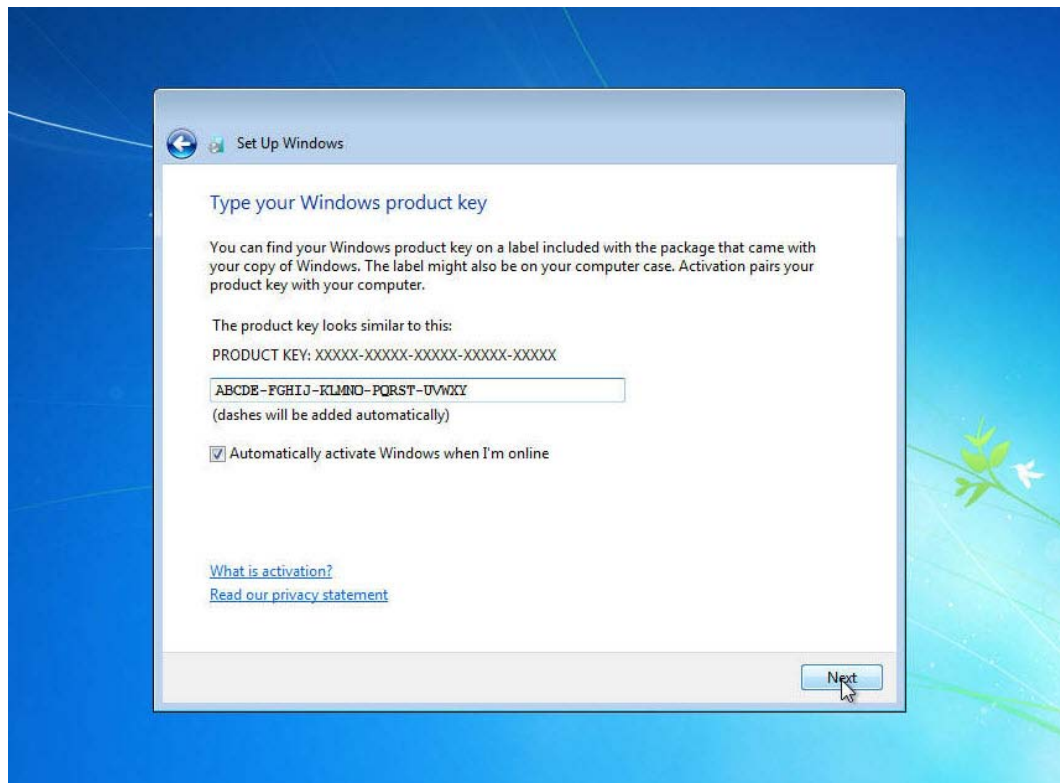 Set Up Windows
Type your Windows product key
You can find your Windows product key on a label included with the package that came with
your copy of Windows. The label might also be on your computer case. Activation pairs your
product key with your computer.
The product key looks similar to this:
PRODUCT KEY: XXXXX-XXXXX-XXXXX-XXXXX-XXXXX
ABCDE-FGHIJ-KLMNO-PQRST-UVWXY
(dashes will be added automatically)
Automatically activate Windows when I'm online
What is activation?
Read our privacy statement
Next